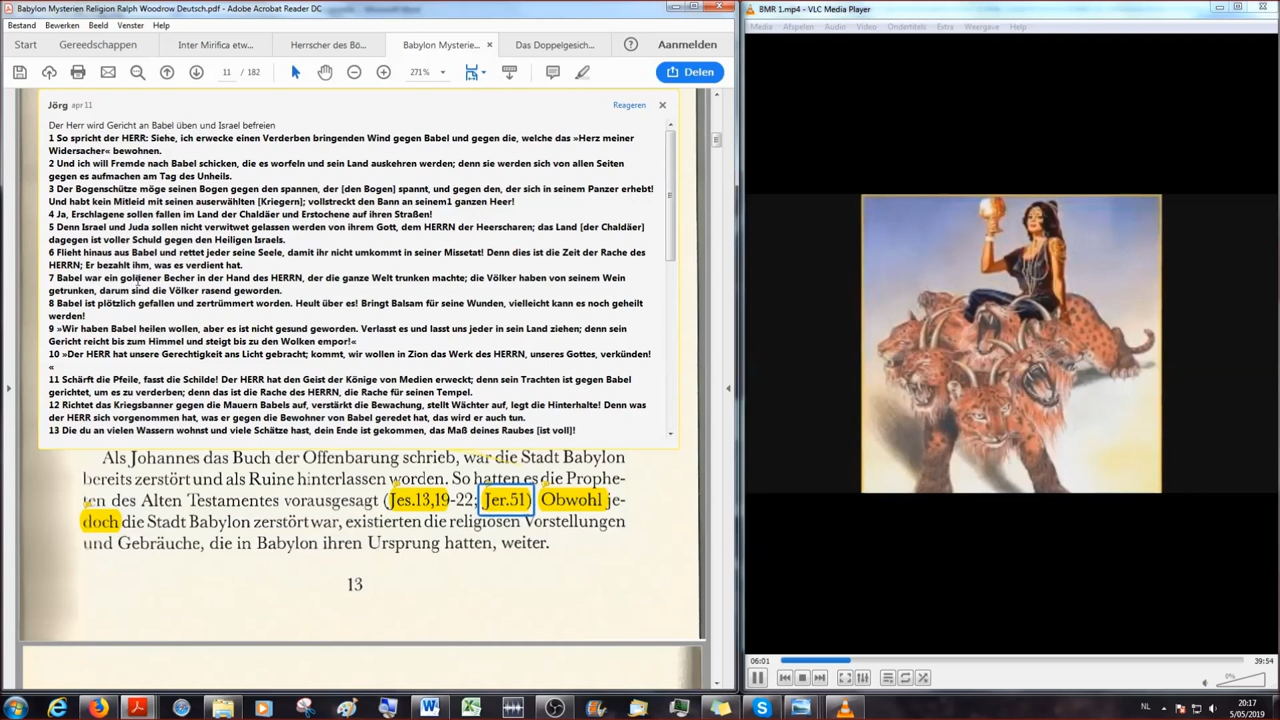 Babylon Mysterien Religion Ralph Woodrow Deutsch.pdf - Adobe Acrobat Reader DC
Bestand Bewerken Beeld Venster Help
Start Gereedschappen Inter Mirifica etw... Herrscher des Bö... Babylon Mysterie... × Das Doppelgesich... Aanmelden
11 / 182 271% Delen
Jörg apr 11 Reageren
Der Herr wird Gericht an Babel üben und Israel befreien
1 So spricht der HERR: Siehe, ich erwecke einen Verderben bringenden Wind gegen Babel und gegen die, welche das »Herz meiner
Widersacher« bewohnen.
2 Und ich will Fremde nach Babel schicken, die es worfeln und sein Land auskehren werden; denn sie werden sich von allen Seiten
gegen es aufmachen am Tag des Unheils.
3 Der Bogenschütze möge seinen Bogen gegen den spannen, der [den Bogen] spannt, und gegen den, der sich in seinem Panzer erhebt!
Und habt kein Mitleid mit seinen auserwählten [Kriegern]; vollstreckt den Bann an seinem1 ganzen Heer!
4 Ja, Erschlagene sollen fallen im Land der Chaldäer und Erstochene auf ihren Straßen!
5 Denn Israel und Juda sollen nicht verwitwet gelassen werden von ihrem Gott, dem HERRN der Heerscharen; das Land [der Chaldäer]
dagegen ist voller Schuld gegen den Heiligen Israels.
6 Flieht hinaus aus Babel und rettet jeder seine Seele, damit ihr nicht umkommt in seiner Missetat! Denn dies ist die Zeit der Rache des
HERRN; Er bezahlt ihm, was es verdient hat.
7 Babel war ein goldener Becher in der Hand des HERRN, der die ganze Welt trunken machte; die Völker haben von seinem Wein
getrunken, darum sind die Völker rasend geworden.
8 Babel ist plötzlich gefallen und zertrümmert worden. Heult über es! Bringt Balsam für seine Wunden, vielleicht kann es noch geheilt
werden!
9 »Wir haben Babel heilen wollen, aber es ist nicht gesund geworden. Verlasst es und lasst uns jeder in sein Land ziehen; denn sein
Gericht reicht bis zum Himmel und steigt bis zu den Wolken empor!«
10 »Der HERR hat unsere Gerechtigkeit ans Licht gebracht; kommt, wir wollen in Zion das Werk des HERRN, unseres Gottes, verkünden!
«
11 Schärft die Pfeile, fasst die Schilde! Der HERR hat den Geist der Könige von Medien erweckt; denn sein Trachten ist gegen Babel
gerichtet, um es zu verderben; denn das ist die Rache des HERRN, die Rache für seinen Tempel.
12 Richtet das Kriegsbanner gegen die Mauern Babels auf, verstärkt die Bewachung, stellt Wächter auf, legt die Hinterhalte! Denn was
der HERR sich vorgenommen hat, was er gegen die Bewohner von Babel geredet hat, das wird er auch tun.
13 Die du an vielen Wassern wohnst und viele Schätze hast, dein Ende ist gekommen, das Maß deines Raubes [ist voll]!
Als Johannes das Buch der Offenbarung schrieb, war die Stadt Babylon
bereits zerstört und als Ruine hinterlassen worden. So hatten es die Prophe-
ten des Alten Testamentes vorausgesagt (Jes.13,19-22; Jer.51) Obwohl je-
doch die Stadt Babylon zerstört war, existierten die religiösen Vorstellungen
und Gebräuche, die in Babylon ihren Ursprung hatten, weiter.
13
BMR 1.mp4 - VLC Media Player
Media Afspelen Audio Video Ondertitels Extra Weergave Help
06:01 39:54
0%
NL 20:17
5/05/2019